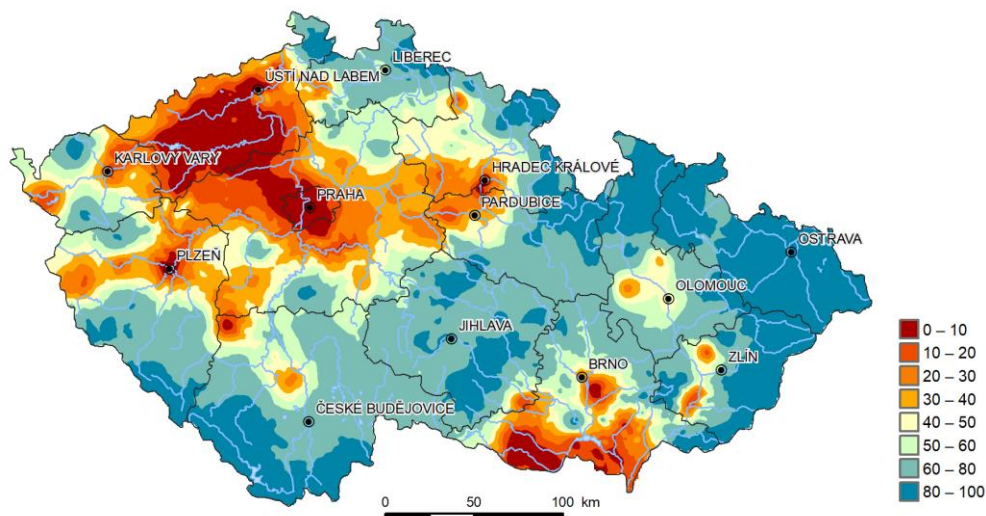 LIBEREC
ÚSTÍ NAD LABEM
KARLOVY VARY
HRADEC KRÁLOVÉ
PRAHA
PARDUBICE
OSTRAVA
PLZEŇ
OLOMOUC
JIHLAVA
ZLÍN
BRNO
ČESKÉ BUDĚJOVICE
0 50 100 km
0 – 10
10 – 20
20 – 30
30 – 40
40 – 50
50 – 60
60 – 80
80 – 100